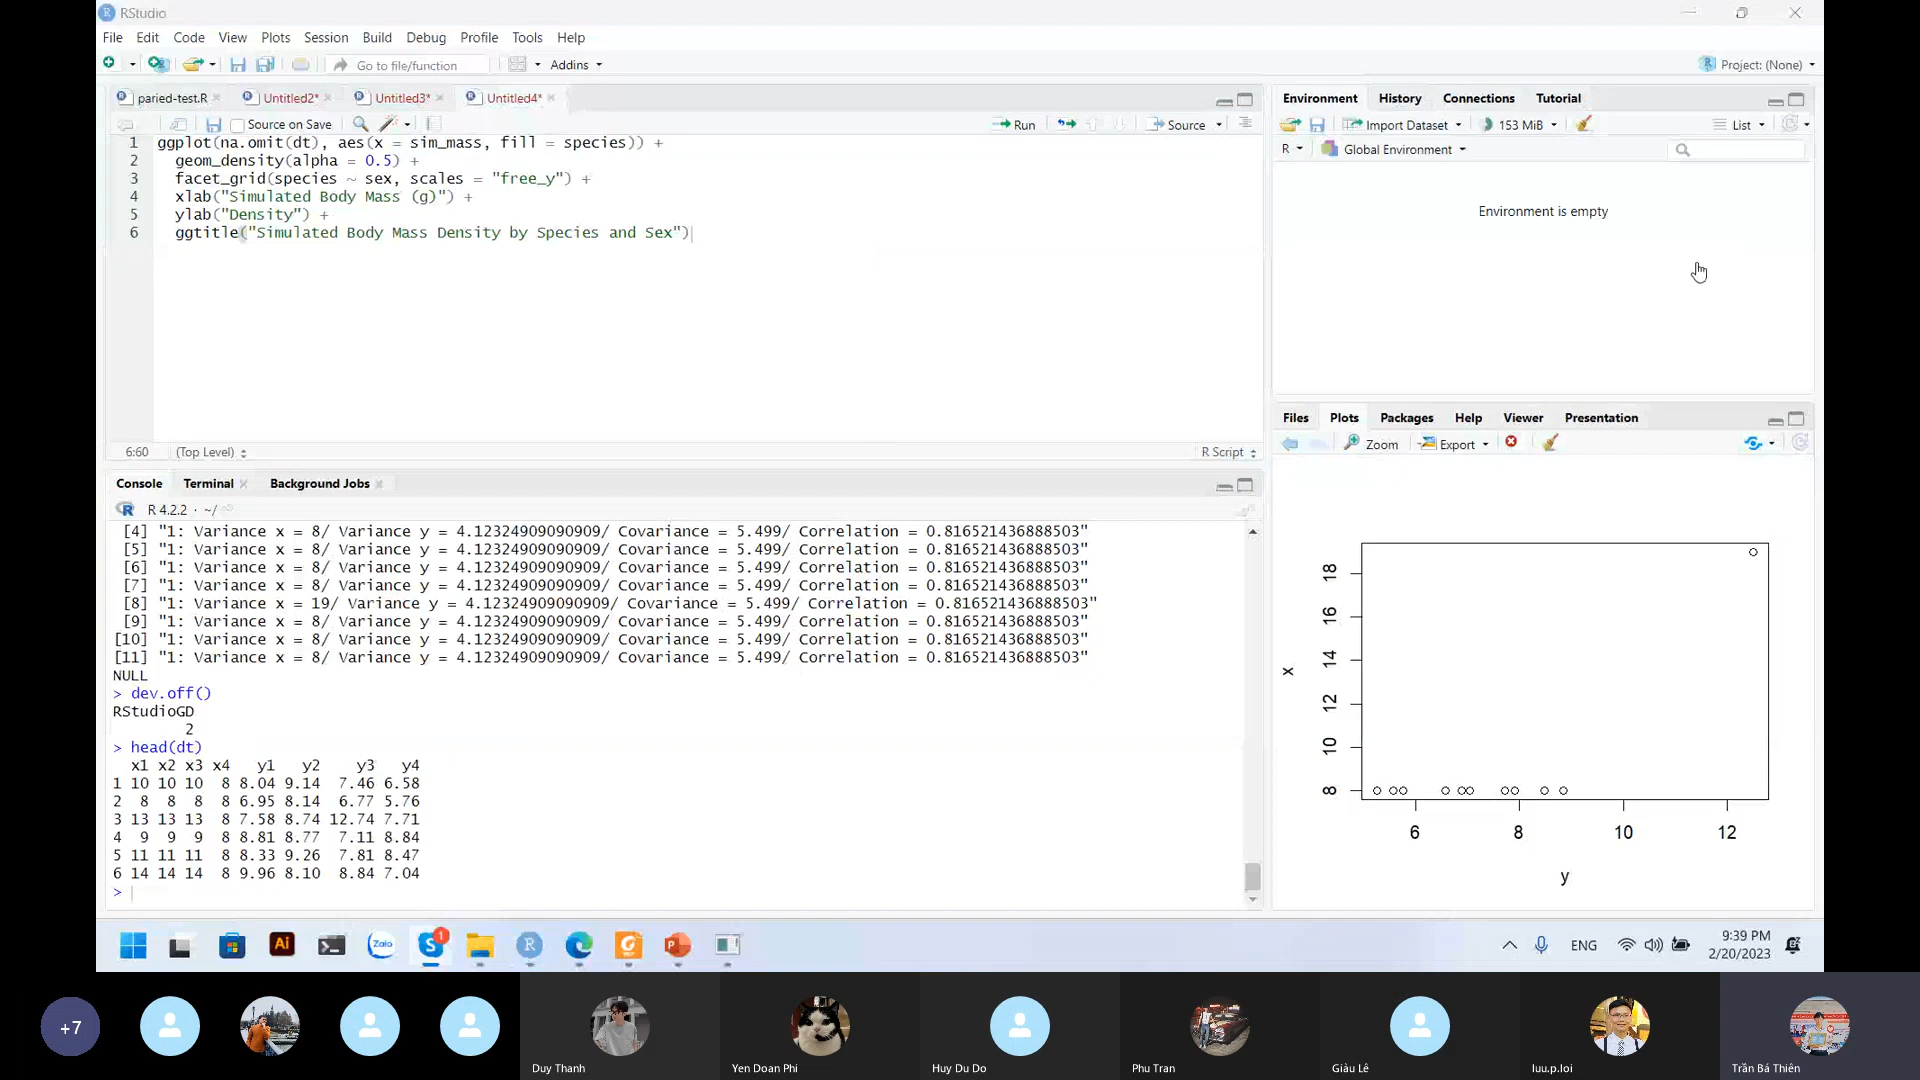 RStudio
File Edit Code View Plots Session Build Debug Profile Tools Help
Go to file/function Addins Project: (None)
paried-test.R Untitled2* Untitled3* Untitled4*
Source on Save Run Source
1 ggplot(na.omit(dt), aes(x = sim_mass, fill = species)) +
2 geom_density(alpha = 0.5) +
3 facet_grid(species ~ sex, scales = "free_y") +
4 xlab("Simulated Body Mass (g)") +
5 ylab("Density") +
6 ggtitle("Simulated Body Mass Density by Species and Sex")
6:60 (Top Level) R Script
Console Terminal Background Jobs
R 4.2.2 · ~/
[4] "1: Variance x = 8/ Variance y = 4.12324909090909/ Covariance = 5.499/ Correlation = 0.816521436888503"
[5] "1: Variance x = 8/ Variance y = 4.12324909090909/ Covariance = 5.499/ Correlation = 0.816521436888503"
[6] "1: Variance x = 8/ Variance y = 4.12324909090909/ Covariance = 5.499/ Correlation = 0.816521436888503"
[7] "1: Variance x = 8/ Variance y = 4.12324909090909/ Covariance = 5.499/ Correlation = 0.816521436888503"
[8] "1: Variance x = 19/ Variance y = 4.12324909090909/ Covariance = 5.499/ Correlation = 0.816521436888503"
[9] "1: Variance x = 8/ Variance y = 4.12324909090909/ Covariance = 5.499/ Correlation = 0.816521436888503"
[10] "1: Variance x = 8/ Variance y = 4.12324909090909/ Covariance = 5.499/ Correlation = 0.816521436888503"
[11] "1: Variance x = 8/ Variance y = 4.12324909090909/ Covariance = 5.499/ Correlation = 0.816521436888503"
NULL
> dev.off()
RStudioGD
2
> head(dt)
x1 x2 x3 x4 y1 y2 y3 y4
1 10 10 10 8 8.04 9.14 7.46 6.58
2 8 8 8 8 6.95 8.14 6.77 5.76
3 13 13 13 8 7.58 8.74 12.74 7.71
4 9 9 9 8 8.81 8.77 7.11 8.84
5 11 11 11 8 8.33 9.26 7.81 8.47
6 14 14 14 8 9.96 8.10 8.84 7.04
>
Environment History Connections Tutorial
Import Dataset 153 MiB List
R Global Environment
Environment is empty
Files Plots Packages Help Viewer Presentation
Zoom Export
18
16
14
12
10
8
x
6 8 10 12
y
Ai Zalo S 1 R P
ENG
9:39 PM
2/20/2023
+7
Duy Thanh Yen Doan Phi Huy Du Do Phu Tran Giàu Lê luu.p.loi Trần Bá Thiên